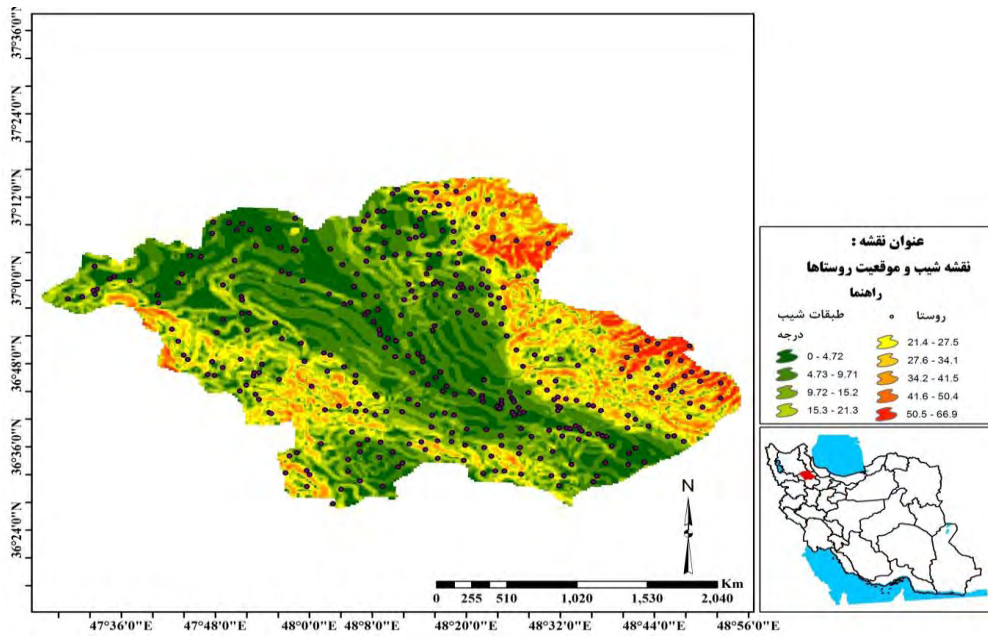 37°36'0"N
37°24'0"N
37°12'0"N
37°0'0"N
36°48'0"N
36°36'0"N
36°24'0"N
47°36'0"E
47°48'0"E
48°0'0"E
48°8'0"E
48°20'0"E
48°32'0"E
48°44'0"E
48°56'0"E
N
Km
0 255 510 1,020 1,530 2,040
عنوان نقشه :
نقشه شیب و موقعیت روستاها
راهنما
روستا
طبقات شیب
درجه
0 - 4.72
4.73 - 9.71
9.72 - 15.2
15.3 - 21.3
21.4 - 27.5
27.6 - 34.1
34.2 - 41.5
41.6 - 50.4
50.5 - 66.9